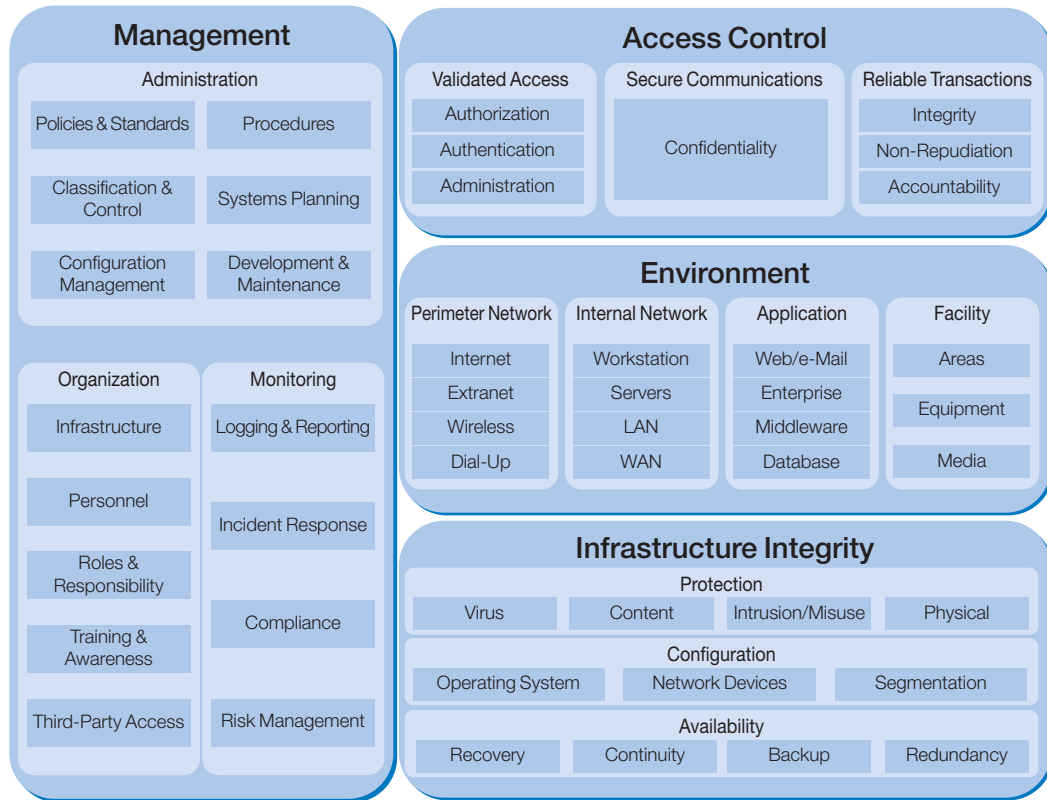 Management
Administration
Policies & Standards
Procedures
Classification &
Control
Systems Planning
Configuration
Management
Development &
Maintenance
Organization
Infrastructure
Personnel
Roles &
Responsibility
Training &
Awareness
Third-Party Access
Monitoring
Logging & Reporting
Incident Response
Compliance
Risk Management
Access Control
Validated Access
Authorization
Authentication
Administration
Secure Communications
Confidentiality
Reliable Transactions
Integrity
Non-Repudiation
Accountability
Environment
Perimeter Network
Internet
Extranet
Wireless
Dial-Up
Internal Network
Workstation
Servers
LAN
WAN
Application
Web/e-Mail
Enterprise
Middleware
Database
Facility
Areas
Equipment
Media
Infrastructure Integrity
Protection
Virus
Content
Intrusion/Misuse
Physical
Configuration
Operating System
Network Devices
Segmentation
Availability
Recovery
Continuity
Backup
Redundancy